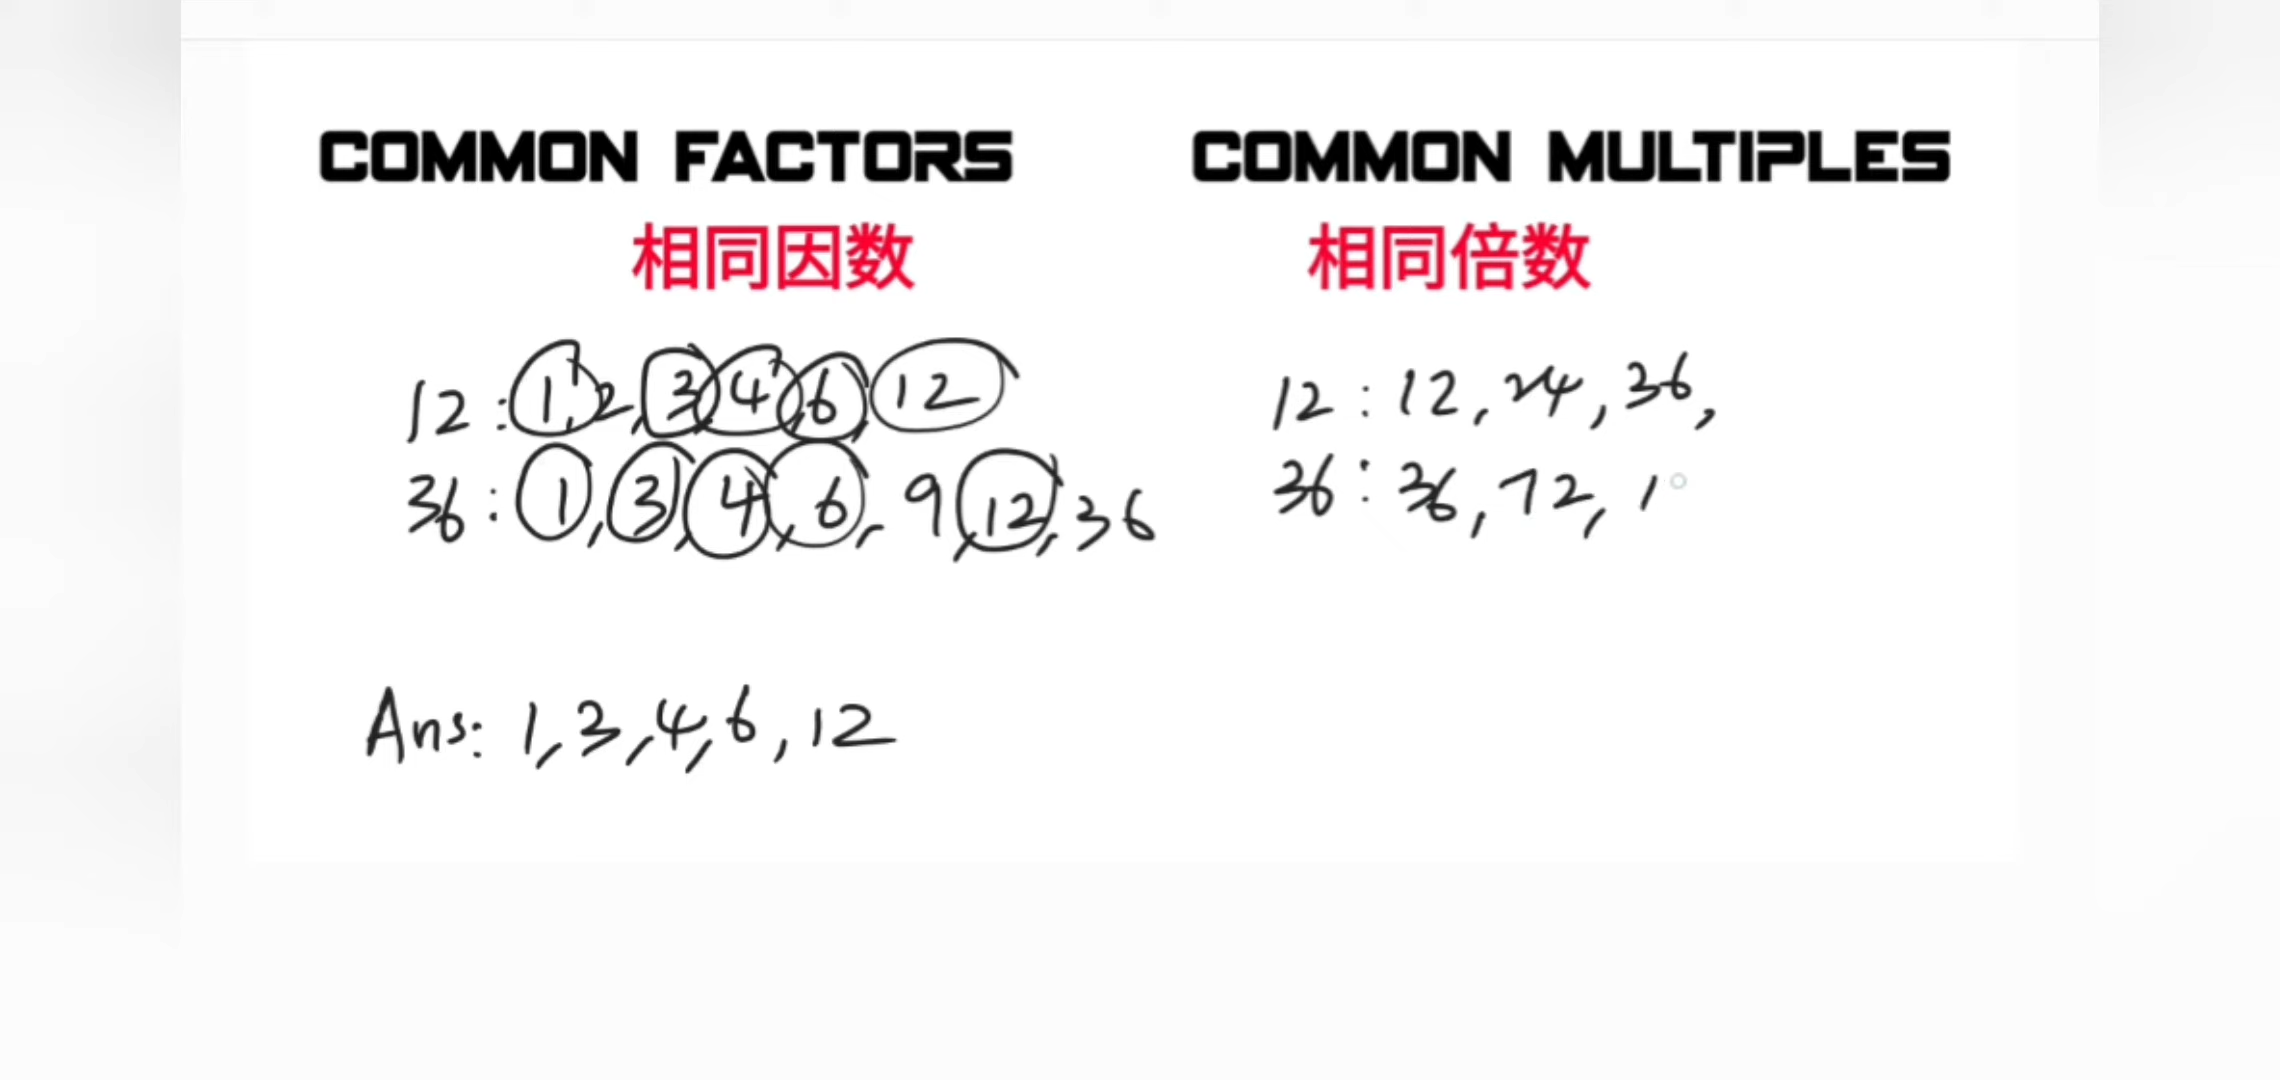 COMMON FACTORS
相同因数
12 : 1, 2, 3, 4, 6, 12
36 : 1, 3, 4, 6, 9, 12, 36
Ans: 1, 3, 4, 6, 12
COMMON MULTIPLES
相同倍数
12 : 12, 24, 36,
36 : 36, 72, 1